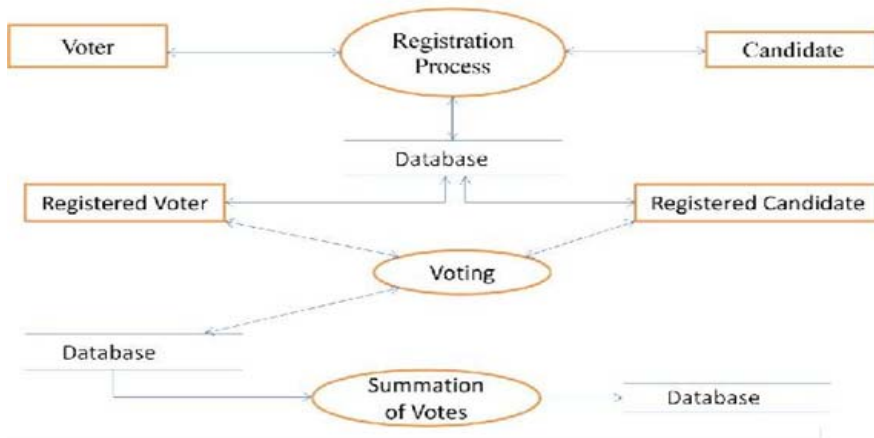 Voter
Registration
Process
Candidate
Database
Registered Voter
Registered Candidate
Voting
Database
Summation
of Votes
Database